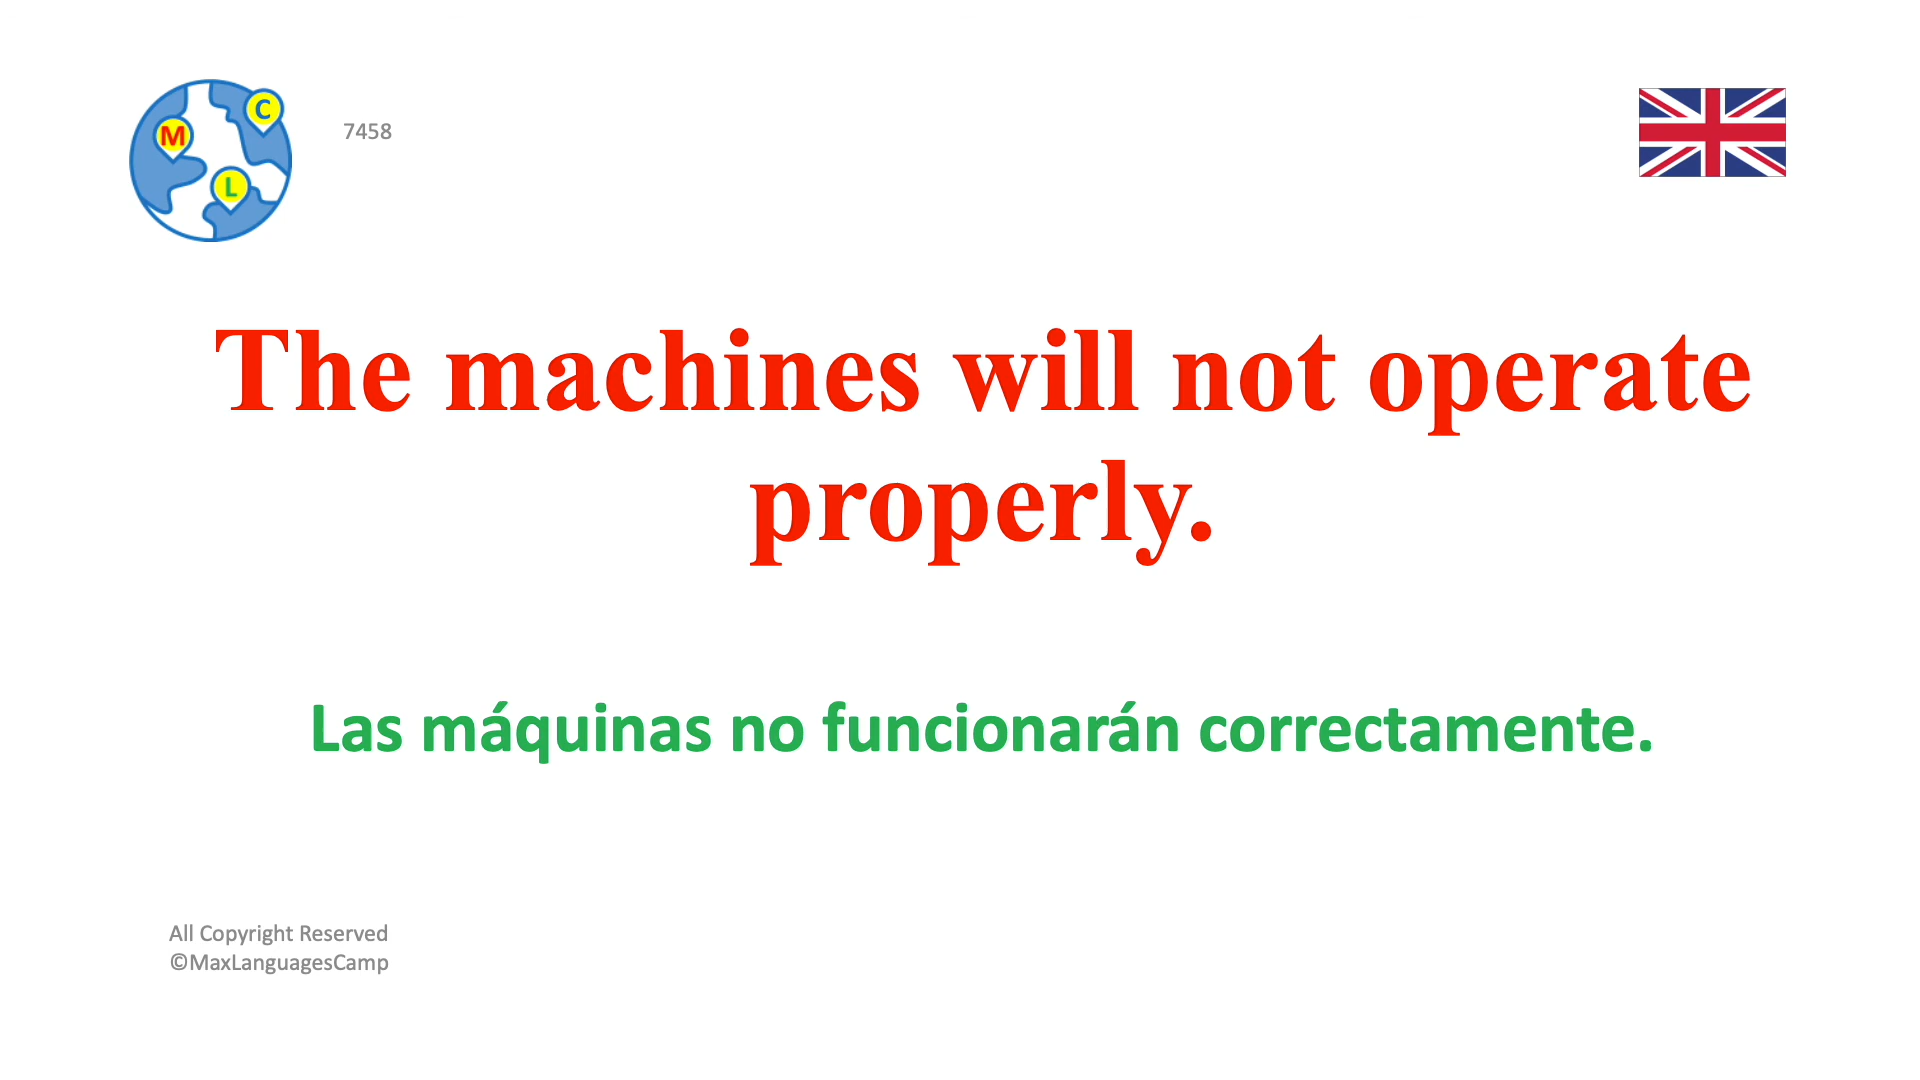 C
M
L
7458
The machines will not operate
properly.
Las máquinas no funcionarán correctamente.
All Copyright Reserved
©MaxLanguagesCamp